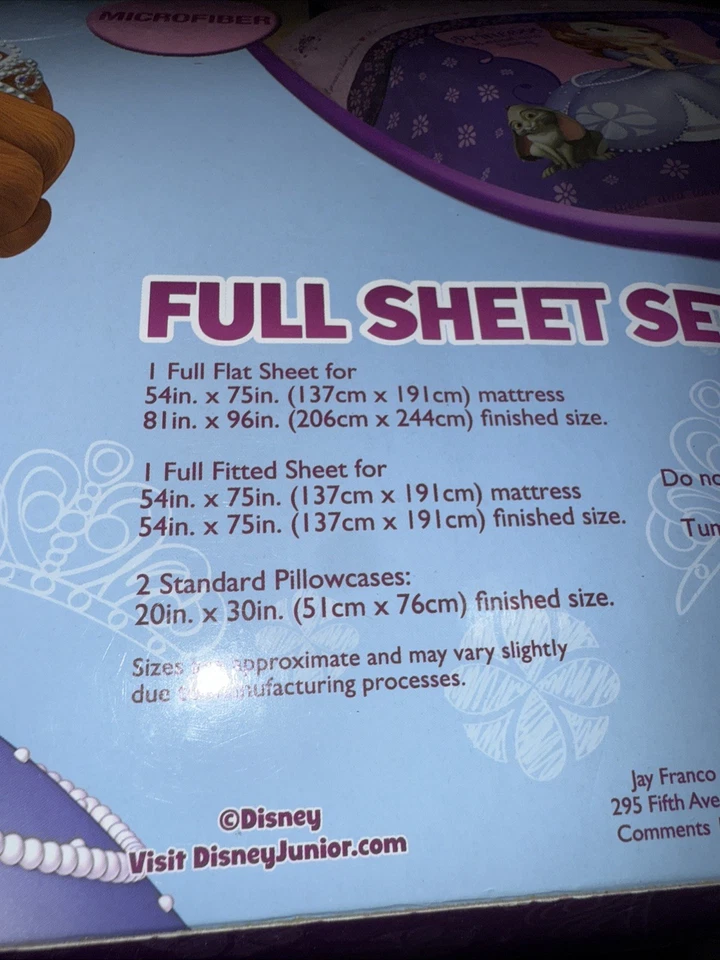 MICROFIBER
FULL SHEET SE
1 Full Flat Sheet for
54in. x 75in. (137cm x 191cm) mattress
81in. x 96in. (206cm x 244cm) finished size.
1 Full Fitted Sheet for
54in. x 75in. (137cm x 191cm) mattress
54in. x 75in. (137cm x 191cm) finished size.
2 Standard Pillowcases:
20in. x 30in. (51cm x 76cm) finished size.
Sizes approximate and may vary slightly
due manufacturing processes.
Do no
Tum
©Disney
Visit DisneyJunior.com
Jay Franco
295 Fifth Ave
Comments